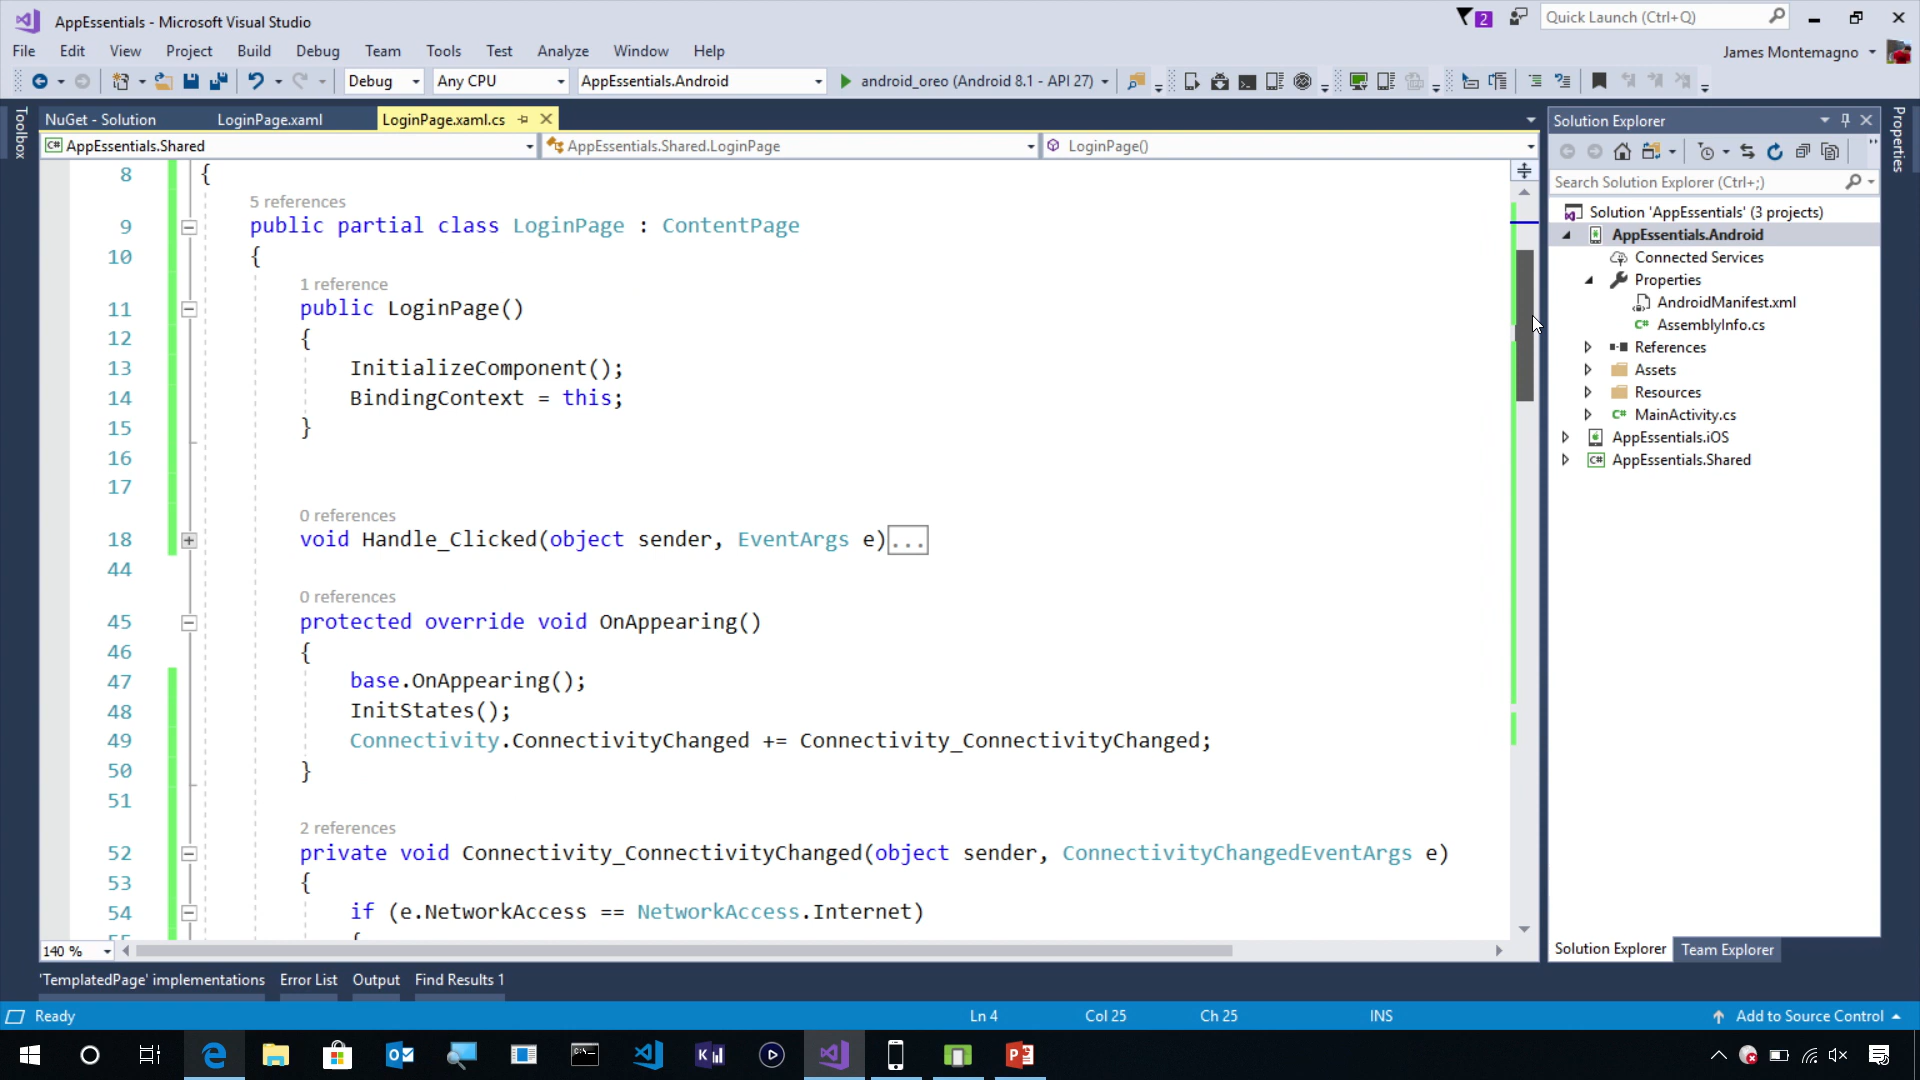 AppEssentials - Microsoft Visual Studio
2
Quick Launch (Ctrl+Q)
File Edit View Project Build Debug Team Tools Test Analyze Window Help
James Montemagno
Debug Any CPU AppEssentials.Android android_oreo (Android 8.1 - API 27)
Toolbox
NuGet - Solution LoginPage.xaml LoginPage.xaml.cs
AppEssentials.Shared AppEssentials.Shared.LoginPage LoginPage()
8 {
5 references
9 public partial class LoginPage : ContentPage
10 {
1 reference
11 public LoginPage()
12 {
13 InitializeComponent();
14 BindingContext = this;
15 }
16
17
0 references
18 void Handle_Clicked(object sender, EventArgs e)...
44
0 references
45 protected override void OnAppearing()
46 {
47 base.OnAppearing();
48 InitStates();
49 Connectivity.ConnectivityChanged += Connectivity_ConnectivityChanged;
50 }
51
2 references
52 private void Connectivity_ConnectivityChanged(object sender, ConnectivityChangedEventArgs e)
53 {
54 if (e.NetworkAccess == NetworkAccess.Internet)
140 %
Solution Explorer
Properties
Search Solution Explorer (Ctrl+;)
Solution 'AppEssentials' (3 projects)
AppEssentials.Android
Connected Services
Properties
AndroidManifest.xml
C# AssemblyInfo.cs
References
Assets
Resources
C# MainActivity.cs
AppEssentials.iOS
C# AppEssentials.Shared
Solution Explorer Team Explorer
'TemplatedPage' implementations Error List Output Find Results 1
Ready Ln 4 Col 25 Ch 25 INS Add to Source Control